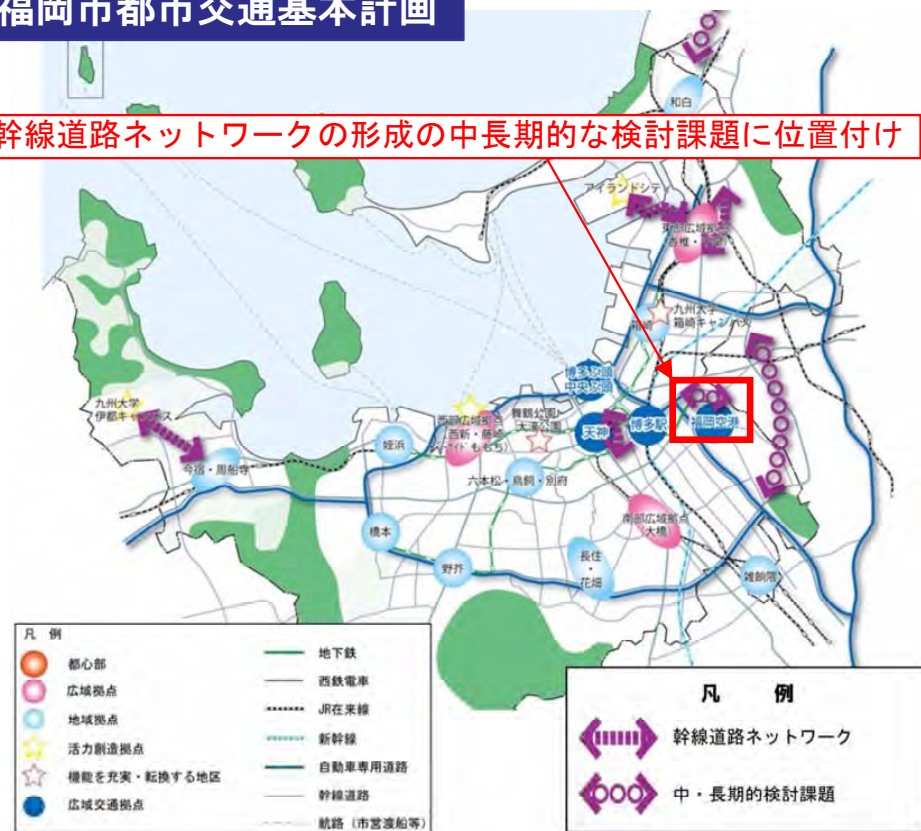 福岡市都市交通基本計画
幹線道路ネットワークの形成の中長期的な検討課題に位置付け
和白
アイランドシティ
東部広域拠点
九州大学
箱崎キャンパス
箱崎
博多ふ頭
中央ふ頭
九州大学
伊都キャンパス
西部広域拠点
西新・藤崎
舞鶴公園
大濠公園
天神
博多駅
福岡空港
姪浜
今宿・周船寺
六本松・鳥飼・別府
南部広域拠点
(大橋)
橋本
野芥
長住
・
花畑
雑餉隈
凡 例
都心部
広域拠点
地域拠点
活力創造拠点
機能を充実・転換する地区
広域交通拠点
地下鉄
西鉄電車
JR在来線
新幹線
自動車専用道路
幹線道路
航路（市営渡船等）
凡 例
幹線道路ネットワーク
中・長期的検討課題